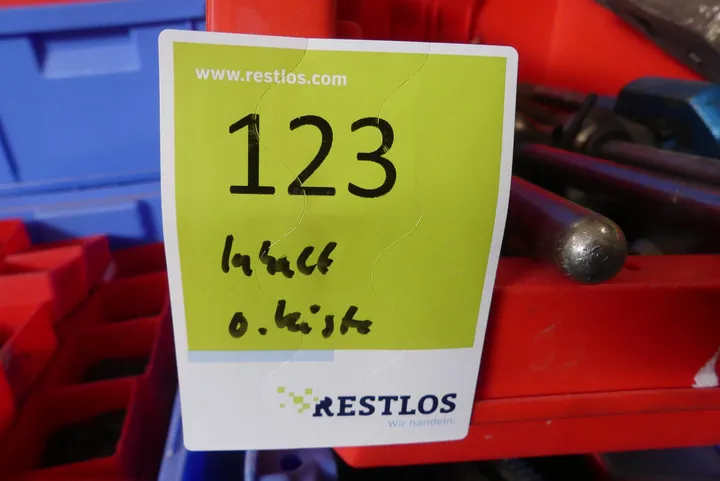 www.restlos.com
123
Inhalt
o. Kiste
RESTLOS
Wir handeln.